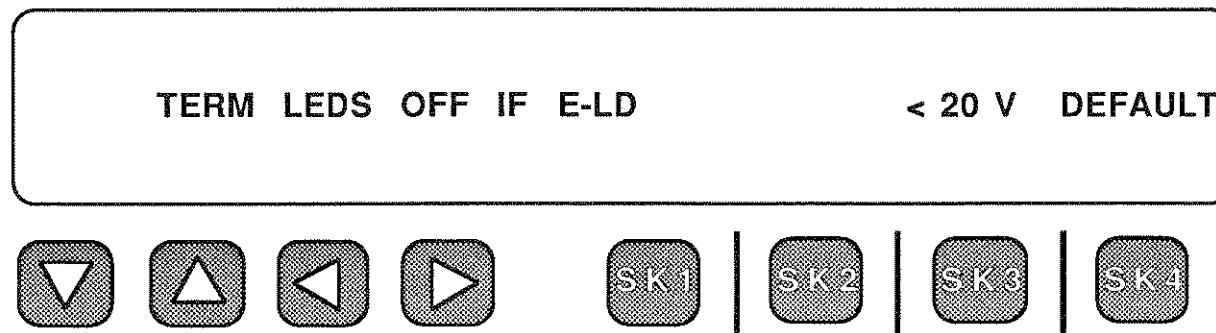 TERM LEDS OFF IF E-LD < 20 V DEFAULT
SK1 SK2 SK3 SK4